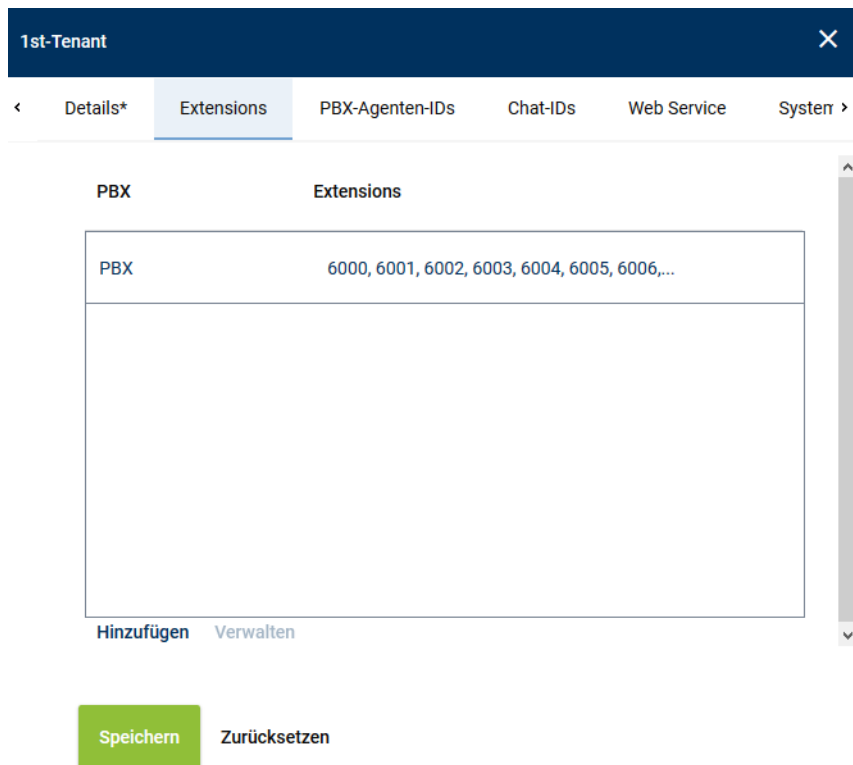 1st-Tenant
Details* Extensions PBX-Agenten-IDs Chat-IDs Web Service System
PBX Extensions
PBX 6000, 6001, 6002, 6003, 6004, 6005, 6006,...
Hinzufügen Verwalten
Speichern Zurücksetzen